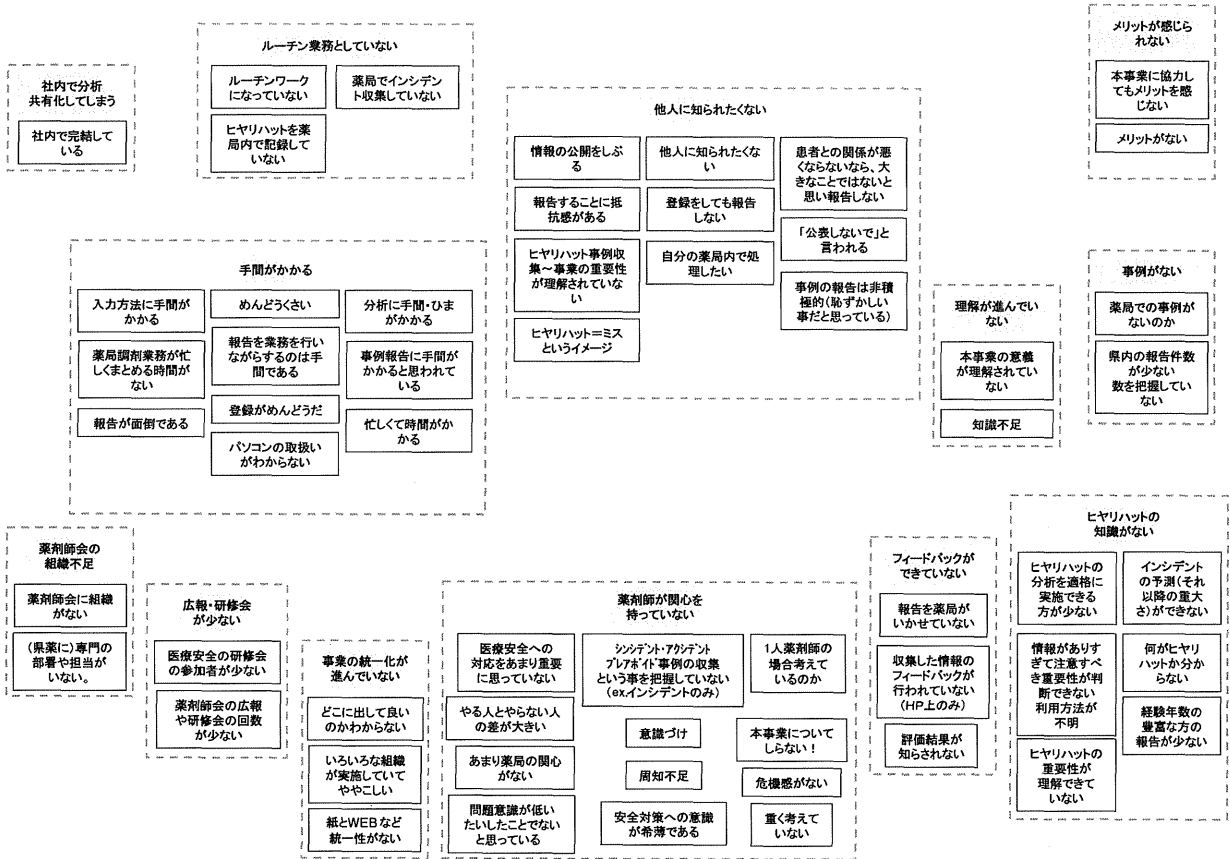 社内で分析
共有化してしまう
社内で完結して
いる
ルーチン業務としていない
ルーチンワーク
になっていない
薬局でインシデン
ト収集していない
ヒヤリハットを薬
局内で記録して
いない
他人に知られたくない
情報の公開をしぶ
る
他人に知られたくな
い
患者との関係が悪
くならないなら、大
きなことではないと
思い報告しない
報告することに抵
抗感がある
登録をしても報告
しない
「公表しないで」と
言われる
ヒヤリハット事例収
集～事業の重要性
が理解されていな
い
自分の薬局内で処
理したい
事例の報告は非積
極的(恥ずかしい
事だと思っている)
ヒヤリハット＝ミス
というイメージ
メリットが感じら
れない
本事業に協力し
てもメリットを感
じない
メリットがない
手間がかかる
入力方法に手間が
かかる
めんどうくさい
分析に手間・ひま
がかかる
薬局調剤業務が忙
しくまとめる時間が
ない
報告を業務を行い
ながらするのは手
間である
事例報告に手間が
かかると思われて
いる
報告が面倒である
登録がめんどうだ
忙しくて時間がか
かる
パソコンの取扱い
がわからない
理解が進んでい
ない
本事業の意義
が理解されてい
ない
知識不足
事例がない
薬局での事例が
ないのか
県内の報告件数
が少ない
数を把握してい
ない
薬剤師会の
組織不足
薬剤師会に組織
がない
(県薬に)専門の
部署や担当が
いない。
広報・研修会
が少ない
医療安全の研修会
の参加者が少ない
薬剤師会の広報
や研修会の回数
が少ない
事業の統一化が
進んでいない
どこに出して良い
のかわからない
いろいろな組織
が実施していて
ややこしい
紙とWEBなど
統一性がない
薬剤師が関心を
持っていない
医療安全への
対応をあまり重要
に思っていない
シンシデント・アクシデント
プレアボイド事例の収集
という事を把握していない
(ex.インシデントのみ)
1人薬剤師の
場合考えて
いるのか
やる人とやらない人
の差が大きい
意識づけ
本事業について
しらない！
あまり薬局の関心
がない
周知不足
危機感がない
問題意識が低い
たいしたことでない
と思っている
安全対策への意識
が希薄である
重く考えて
いない
フィードバックが
できていない
報告を薬局が
いかせていない
収集した情報の
フィードバックが
行われていない
(HP上のみ)
評価結果が
知らされない
ヒヤリハットの
知識がない
ヒヤリハットの
分析を適格に
実施できる
方が少ない
インシデント
の予測(それ
以降の重大
さ)ができない
情報がありす
ぎて注意すべ
き重要性が判
断できない
利用方法が
不明
何がヒヤリ
ハットか分か
らない
経験年数の
豊富な方の
報告が少ない
ヒヤリハットの
重要性が
理解できて
いない